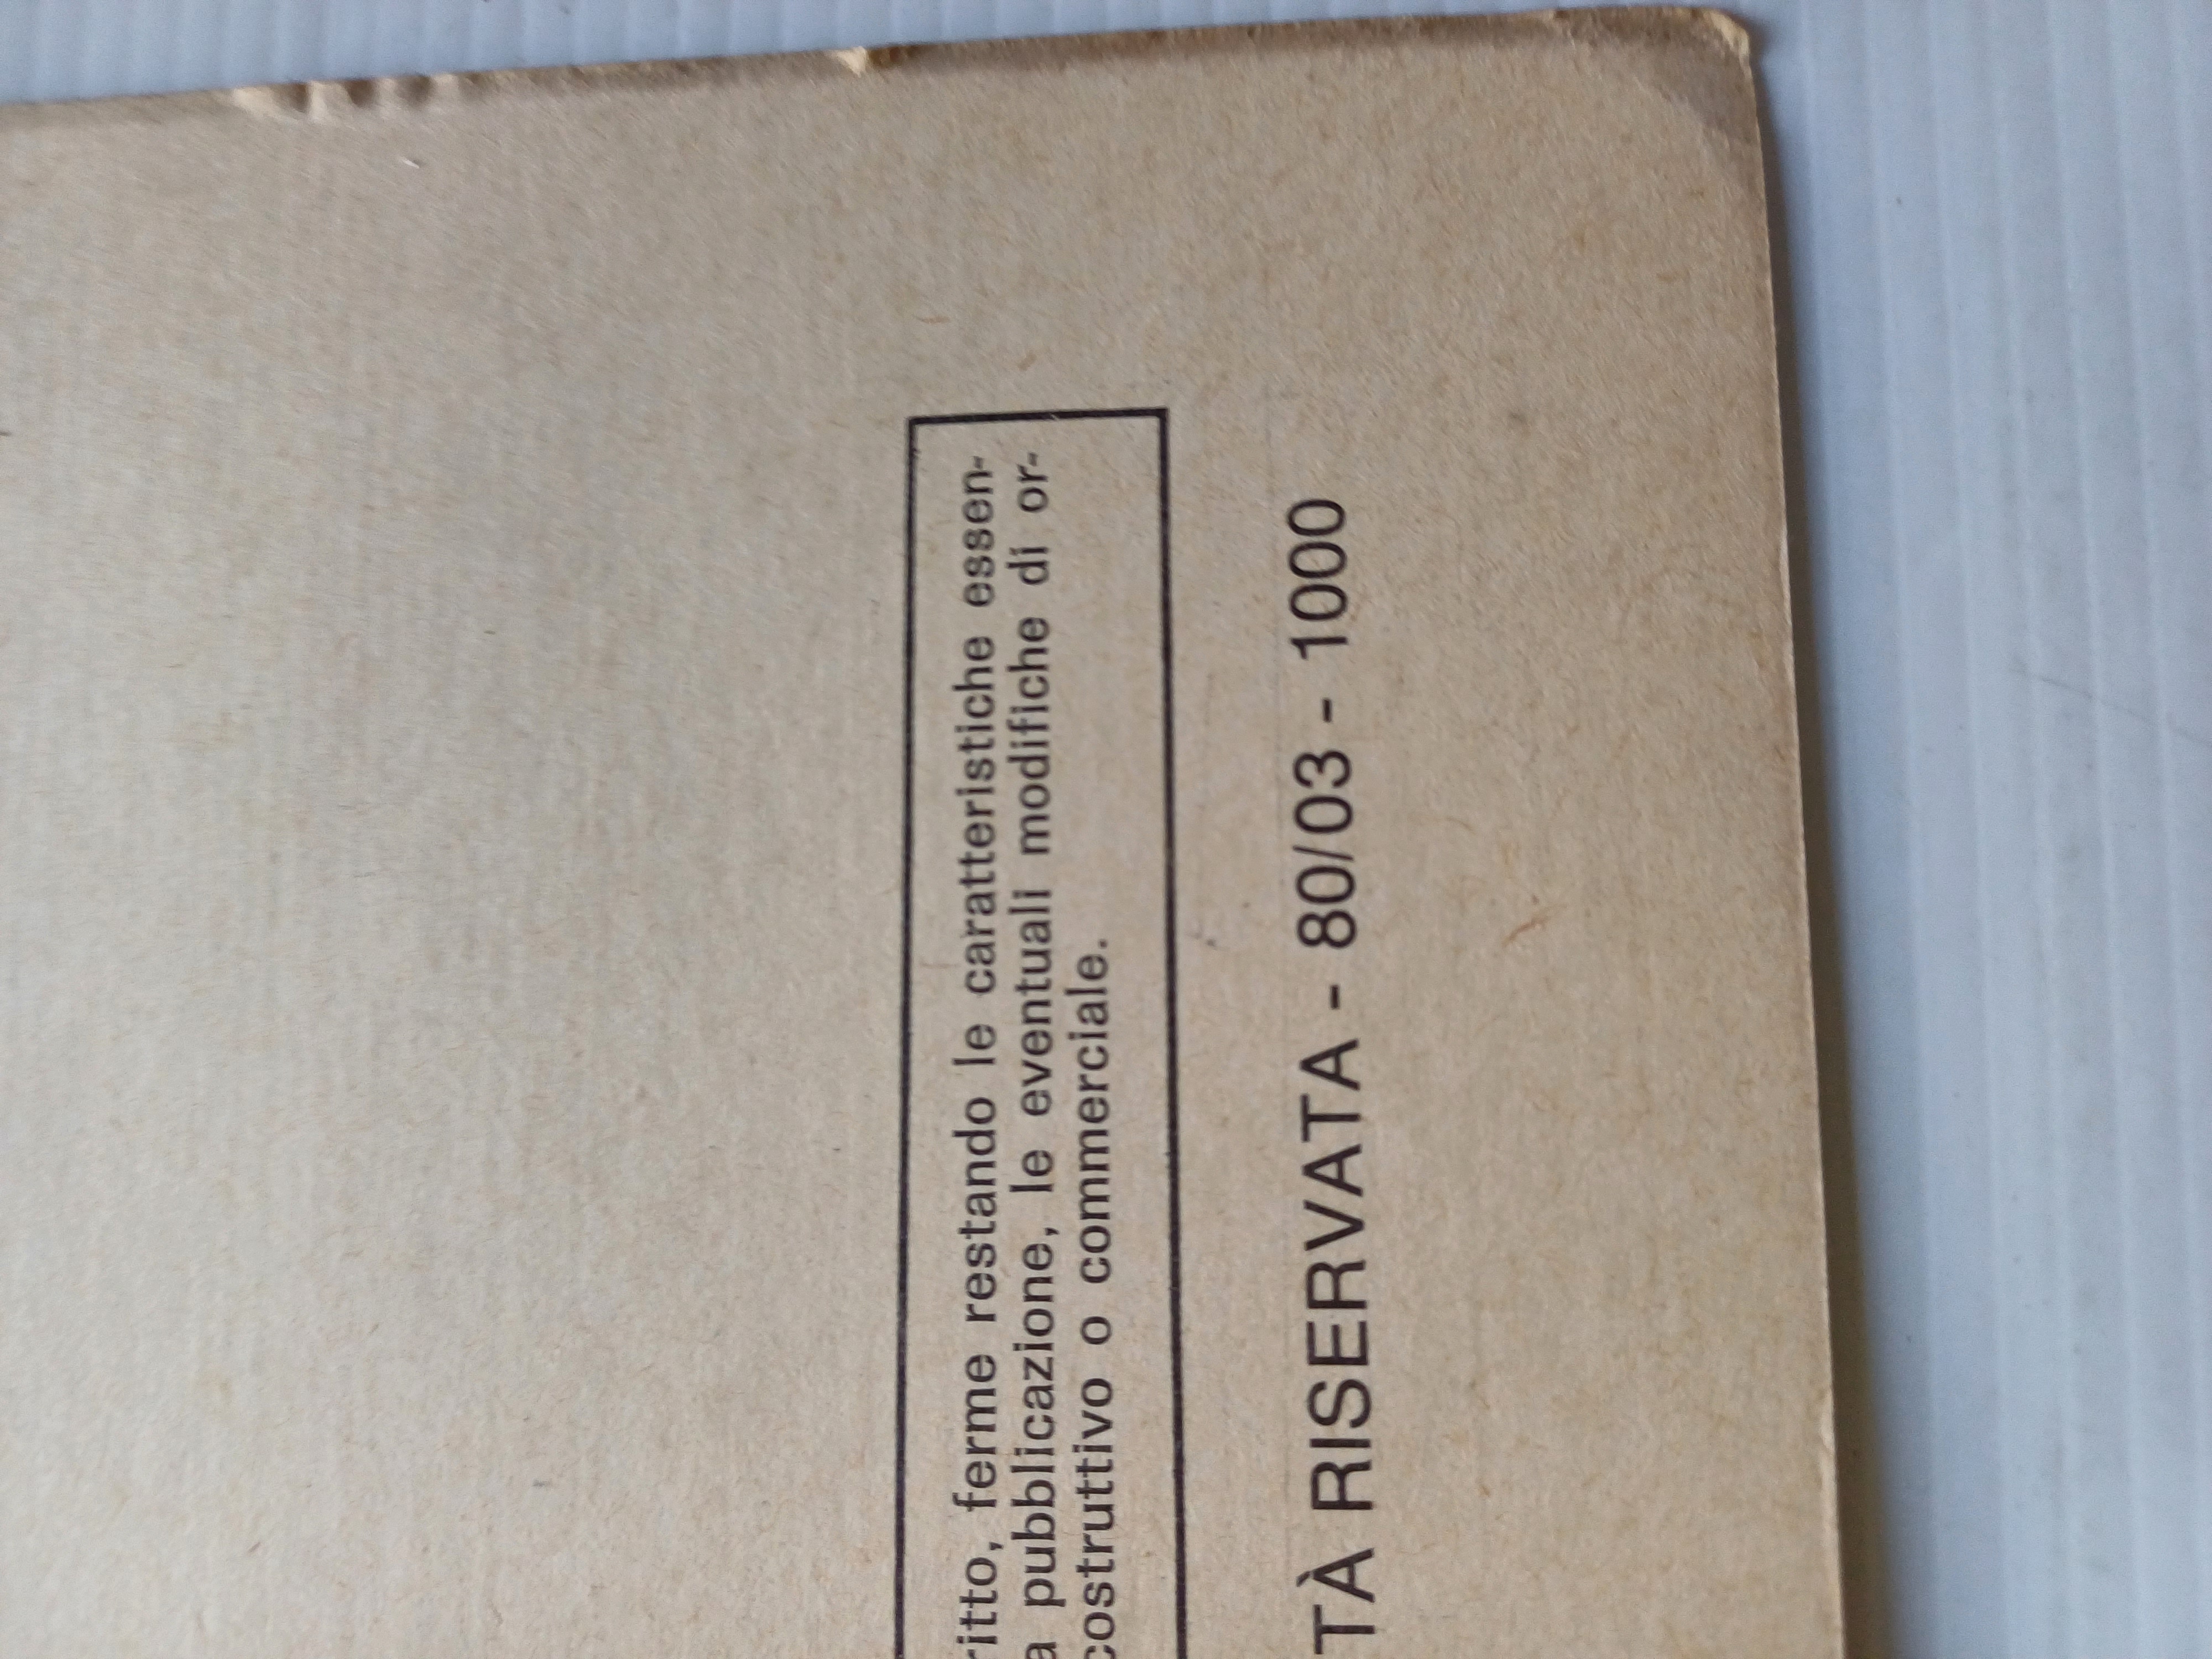 ritto, ferme restando le caratteristiche essen-
a pubblicazione, le eventuali modifiche di or-
costruttivo o commerciale.
TÀ RISERVATA - 80/03 - 1000